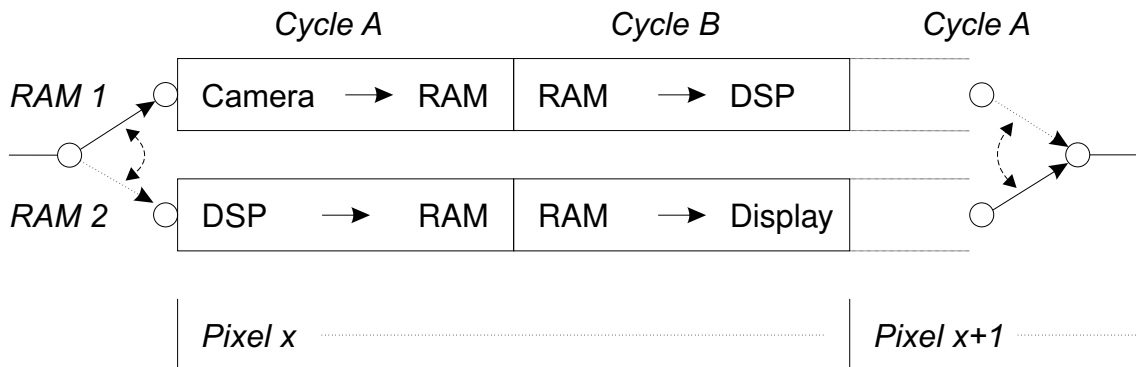 Cycle A Cycle B Cycle A
RAM 1 Camera RAM RAM DSP
RAM 2 DSP RAM RAM Display
Pixel x Pixel x+1